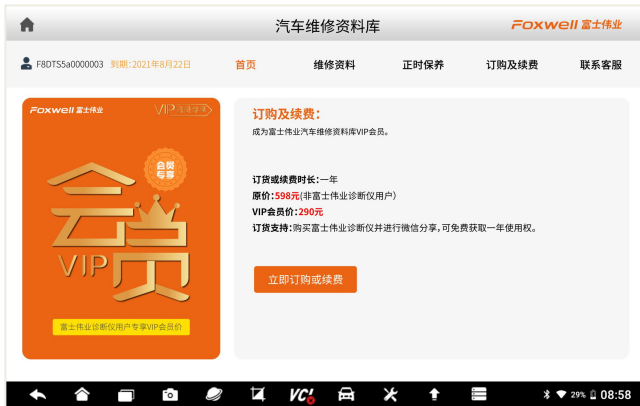 汽车维修资料库
Foxwell 富士伟业
F8DTS5a0000003 到期:2021年8月22日 首页 维修资料 正时保养 订购及续费 联系客服
Foxwell 富士伟业
VIP
会员
专享
会员
VIP
富士伟业诊断仪用户专享VIP会员价
订购及续费：
成为富士伟业汽车维修资料库VIP会员。
订货或续费时长：一年
原价：598元(非富士伟业诊断仪用户)
VIP会员价：290元
订货支持：购买富士伟业诊断仪并进行微信分享，可免费获取一年使用权。
立即订购或续费
VCI
29% 08:58